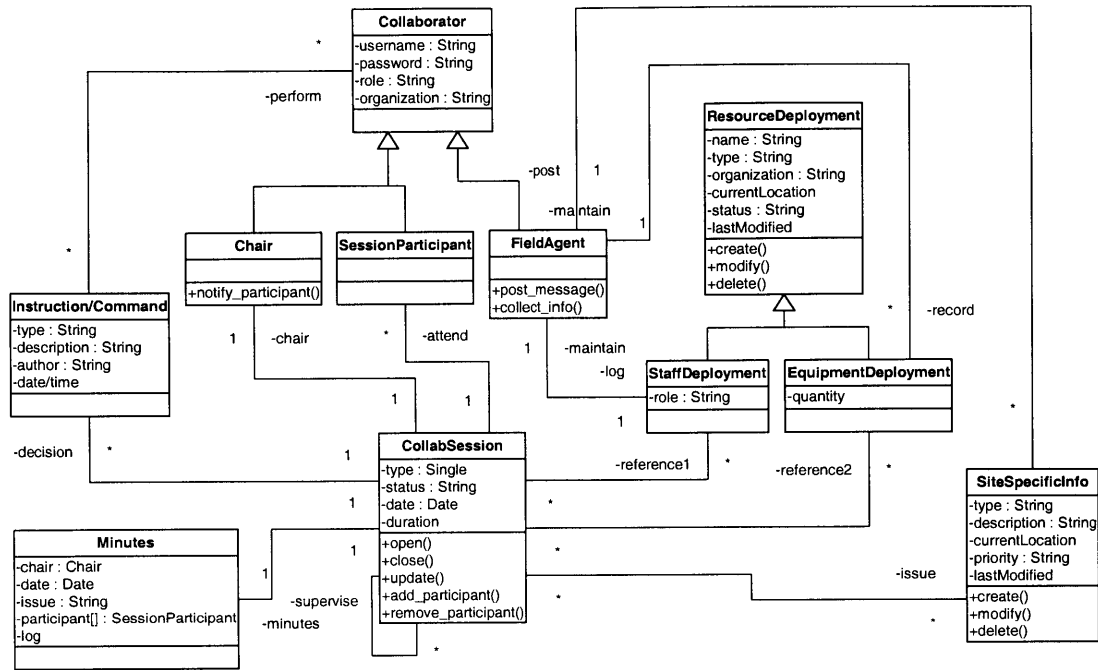 Collaborator
-username : String
-password : String
-role : String
-organization : String
*
-perform
ResourceDeployment
-name : String
-type : String
-organization : String
-currentLocation
-status : String
-lastModified
+create()
+modify()
+delete()
-post
1
-maintain
1
*
Chair
+notify_participant()
SessionParticipant
FieldAgent
+post_message()
+collect_info()
Instruction/Command
-type : String
-description : String
-author : String
-date/time
1
-chair
*
-attend
1
-maintain
-log
*
-record
StaffDeployment
-role : String
EquipmentDeployment
-quantity
1
1
1
*
-decision
*
1
CollabSession
-type : Single
-status : String
-date : Date
-duration
+open()
+close()
+update()
+add_participant()
+remove_participant()
-reference1
*
-reference2
*
SiteSpecificInfo
-type : String
-description : String
-currentLocation
-priority : String
-lastModified
+create()
+modify()
+delete()
1
*
Minutes
-chair : Chair
-date : Date
-issue : String
-participant[] : SessionParticipant
-log
1
*
1
-issue
-supervise
*
-minutes
*
*